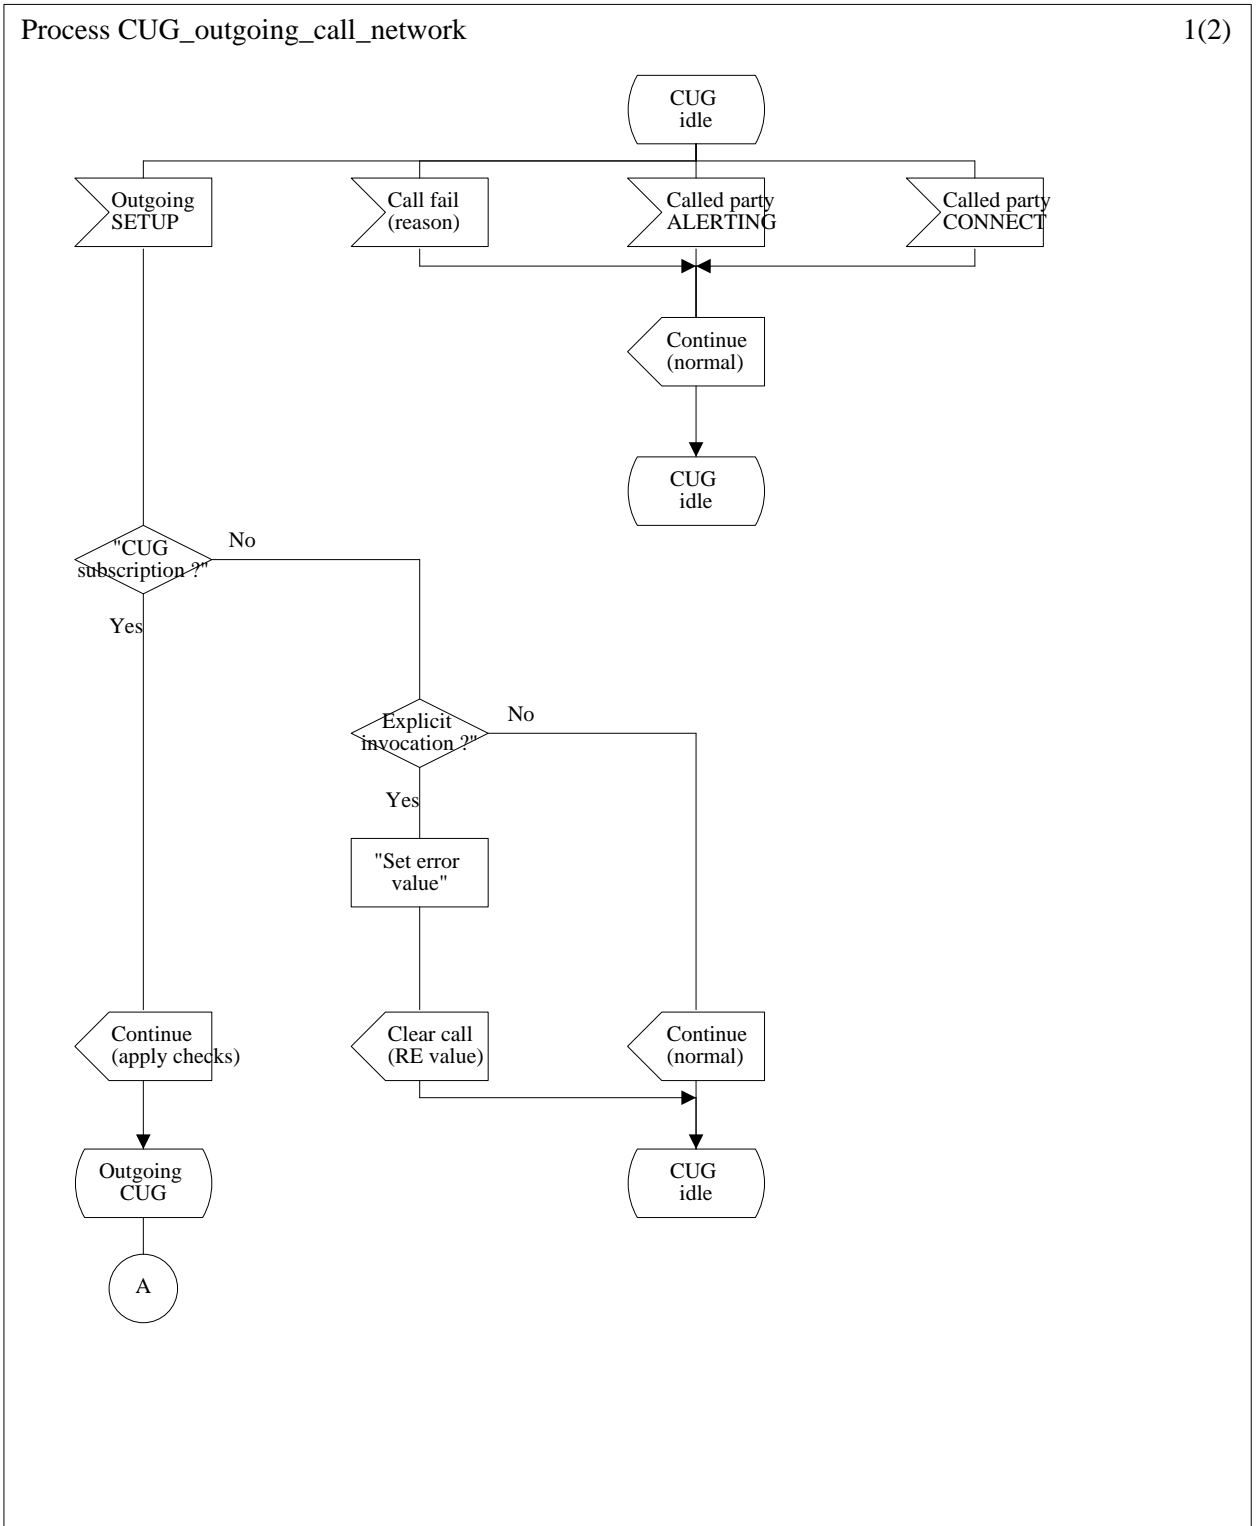 Process CUG_outgoing_call_network
1(2)
CUG
idle
Outgoing
SETUP
Call fail
(reason)
Called party
ALERTING
Called party
CONNECT
Continue
(normal)
CUG
idle
"CUG
subscription ?"
No
Yes
Explicit
invocation ?"
No
Yes
"Set error
value"
Continue
(apply checks)
Clear call
(RE value)
Continue
(normal)
Outgoing
CUG
CUG
idle
A